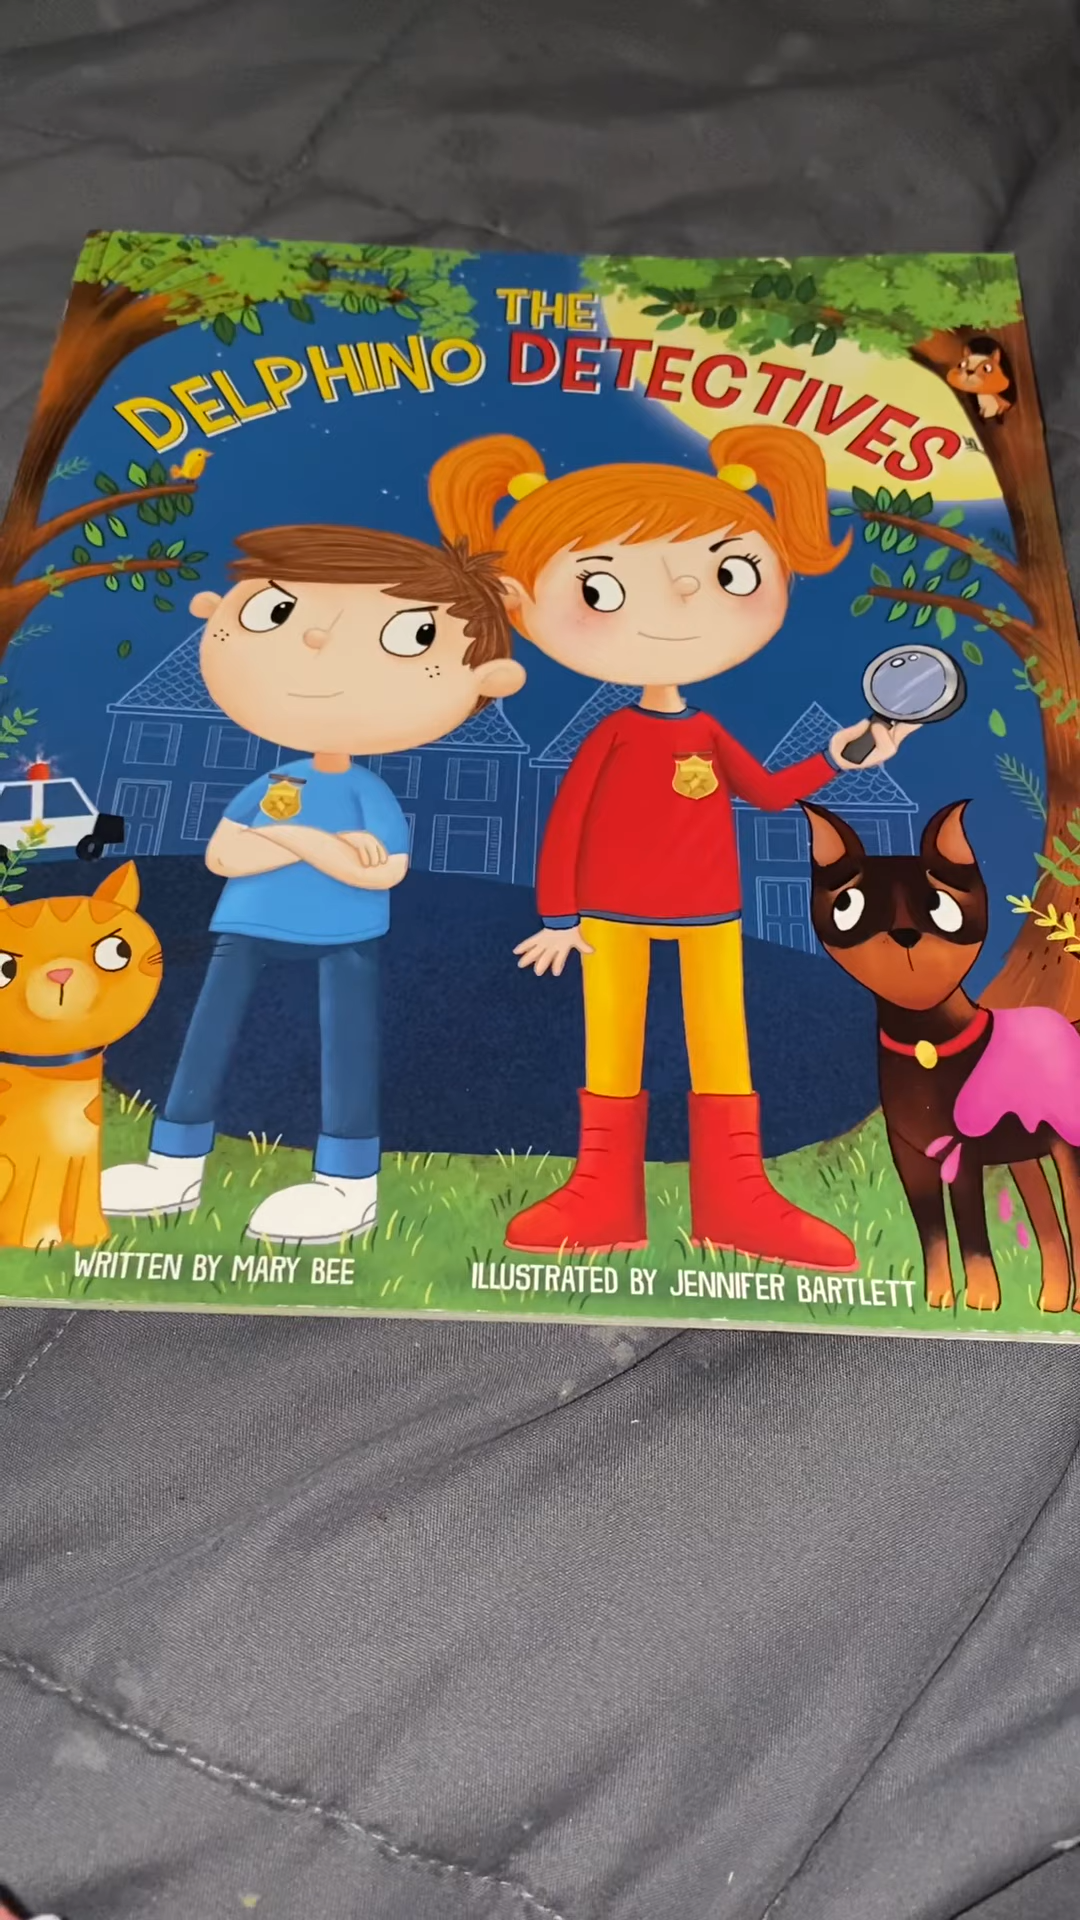 THE
DELPHINO DETECTIVES
WRITTEN BY MARY BEE
ILLUSTRATED BY JENNIFER BARTLETT